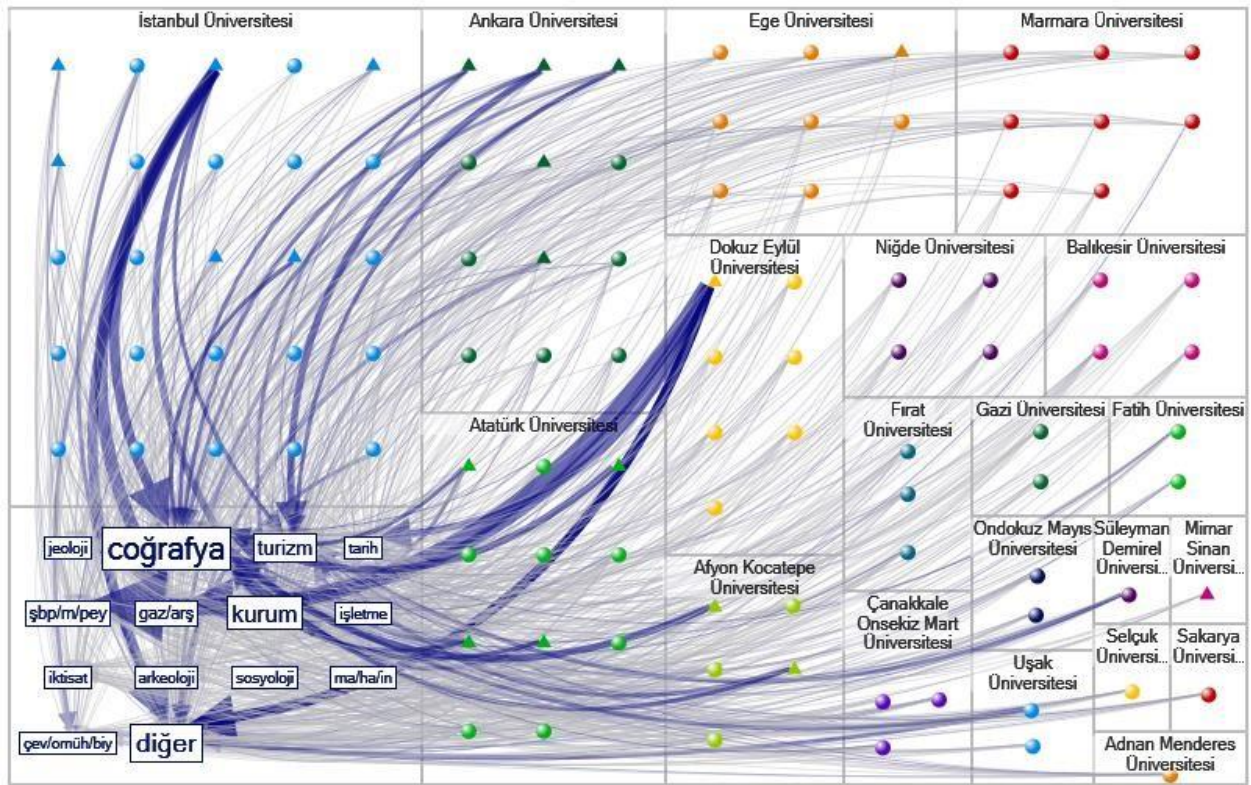 İstanbul Üniversitesi
Ankara Üniversitesi
Ege Üniversitesi
Marmara Üniversitesi
Dokuz Eylül
Üniversitesi
Niğde Üniversitesi
Balıkesir Üniversitesi
Atatürk Üniversitesi
Fırat
Üniversitesi
Gazi Üniversitesi
Fatih Üniversitesi
Ondokuz Mayıs
Üniversitesi
Süleyman
Demirel
Üniversi...
Mimar
Sinan
Üniversi...
Afyon Kocatepe
Üniversitesi
Çanakkale
Onsekiz Mart
Üniversitesi
Uşak
Üniversitesi
Selçuk
Üniversi...
Sakarya
Üniversi...
Adnan Menderes
Üniversitesi
jeoloji
coğrafya
turizm
tarih
şbp/m/pey
gaz/arş
kurum
işletme
iktisat
arkeoloji
sosyoloji
ma/ha/in
çev/omüh/biy
diğer